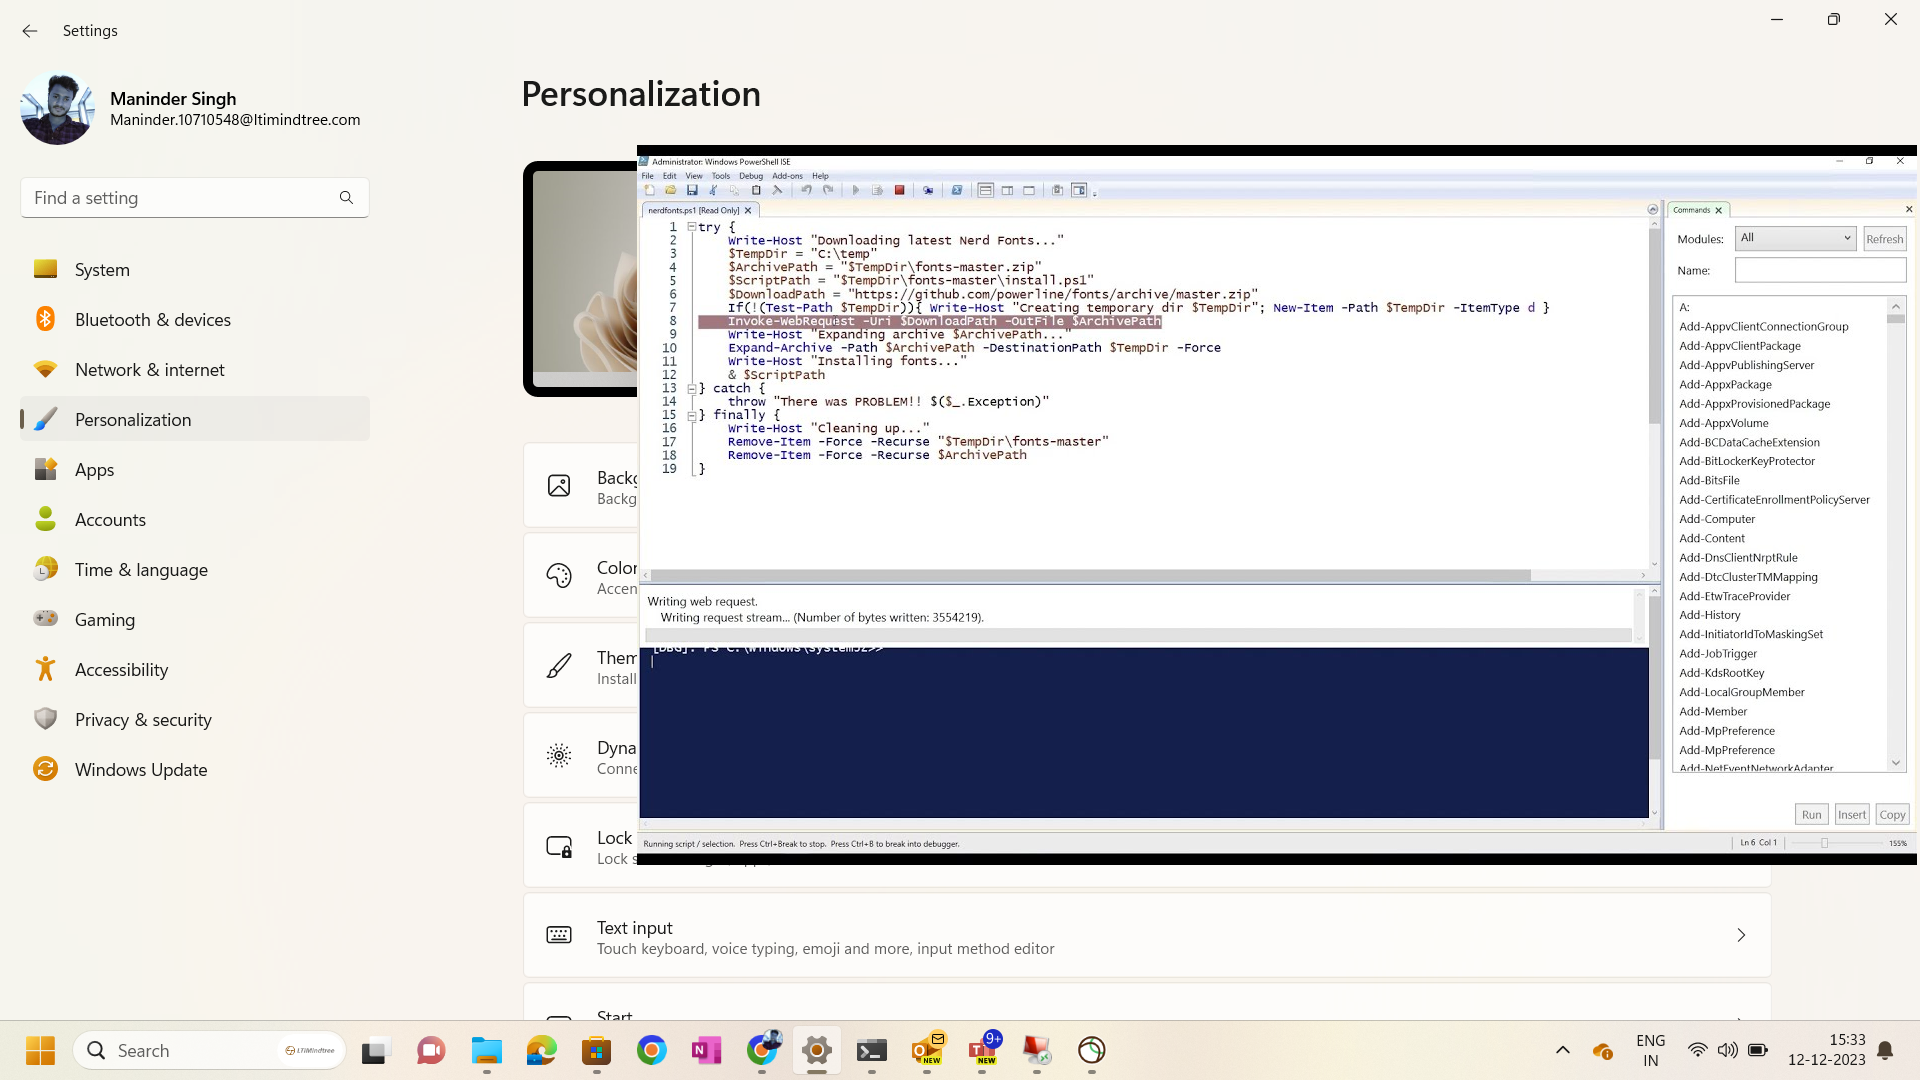 Settings
Maninder Singh
Maninder.10710548@ltimindtree.com
Find a setting
System
Bluetooth & devices
Network & internet
Personalization
Apps
Accounts
Time & language
Gaming
Accessibility
Privacy & security
Windows Update
Personalization
Backg
Backg
Color
Accen
Them
Install
Dyna
Conne
Lock
Lock s
Text input
Touch keyboard, voice typing, emoji and more, input method editor
Start
Administrator: Windows PowerShell ISE
File Edit View Tools Debug Add-ons Help
nerdfonts.ps1 [Read Only]
1 try {
2 Write-Host "Downloading latest Nerd Fonts..."
3 $TempDir = "C:\temp"
4 $ArchivePath = "$TempDir\fonts-master.zip"
5 $ScriptPath = "$TempDir\fonts-master\install.ps1"
6 $DownloadPath = "https://github.com/powerline/fonts/archive/master.zip"
7 If(!(Test-Path $TempDir)){ Write-Host "Creating temporary dir $TempDir"; New-Item -Path $TempDir -ItemType d }
8 Invoke-WebRequest -Uri $DownloadPath -OutFile $ArchivePath
9 Write-Host "Expanding archive $ArchivePath..."
10 Expand-Archive -Path $ArchivePath -DestinationPath $TempDir -Force
11 Write-Host "Installing fonts..."
12 & $ScriptPath
13 } catch {
14 throw "There was PROBLEM!! $($_.Exception)"
15 } finally {
16 Write-Host "Cleaning up..."
17 Remove-Item -Force -Recurse "$TempDir\fonts-master"
18 Remove-Item -Force -Recurse $ArchivePath
19 }
Writing web request.
Writing request stream... (Number of bytes written: 3554219).
[DBG]: PS C:\Windows\system32>>
Running script / selection. Press Ctrl+Break to stop. Press Ctrl+B to break into debugger.
Ln 6 Col 1
155%
Commands
Modules: All Refresh
Name:
A:
Add-AppvClientConnectionGroup
Add-AppvClientPackage
Add-AppvPublishingServer
Add-AppxPackage
Add-AppxProvisionedPackage
Add-AppxVolume
Add-BCDataCacheExtension
Add-BitLockerKeyProtector
Add-BitsFile
Add-CertificateEnrollmentPolicyServer
Add-Computer
Add-Content
Add-DnsClientNrptRule
Add-DtcClusterTMMapping
Add-EtwTraceProvider
Add-History
Add-InitiatorIdToMaskingSet
Add-JobTrigger
Add-KdsRootKey
Add-LocalGroupMember
Add-Member
Add-MpPreference
Add-MpPreference
Add-NetEventNetworkAdapter
Run Insert Copy
Search
LTIMindtree
NEW
9+
NEW
ENG
IN
15:33
12-12-2023